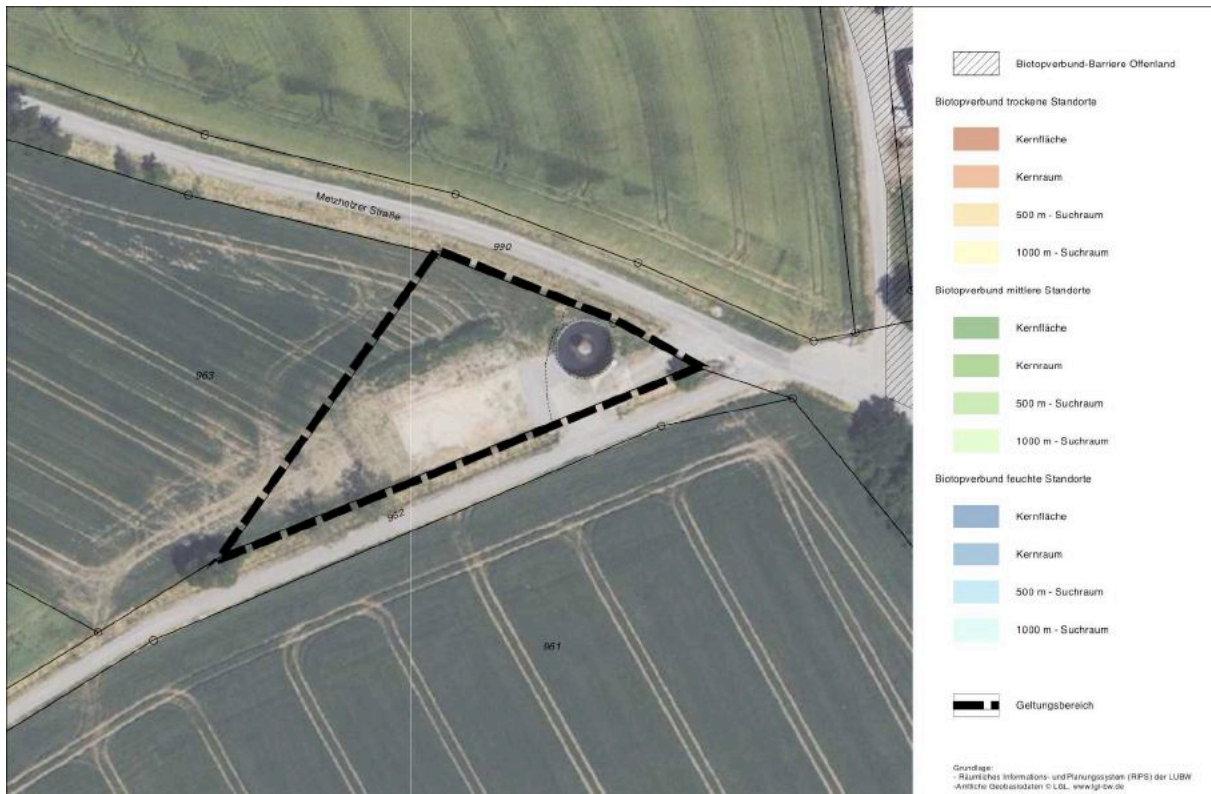 Metzholzer Straße
990
963
962
961
Biotopverbund-Barriere Offenland
Biotopverbund trockene Standorte
Kernfläche
Kernraum
500 m - Suchraum
1000 m - Suchraum
Biotopverbund mittlere Standorte
Kernfläche
Kernraum
500 m - Suchraum
1000 m - Suchraum
Biotopverbund feuchte Standorte
Kernfläche
Kernraum
500 m - Suchraum
1000 m - Suchraum
Geltungsbereich
Grundlage:
- Räumliches Informations- und Planungssystem (RIPS) der LUBW
-Amtliche Geobasisdaten © LGL, www.lgl-bw.de